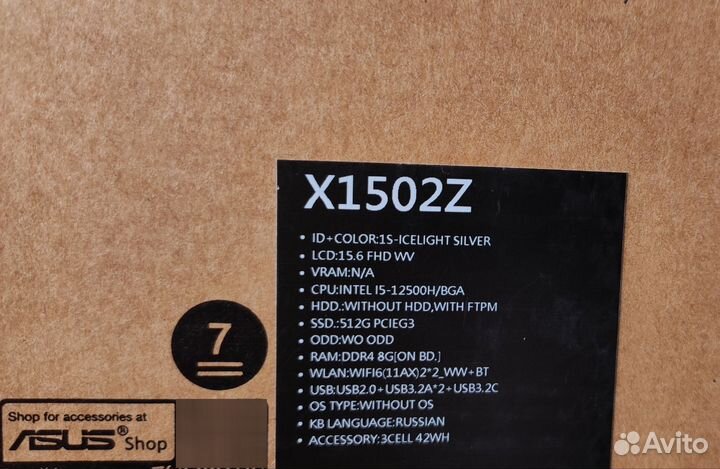 X1502Z
• ID+COLOR:1S-ICELIGHT SILVER
• LCD:15.6 FHD WV
• VRAM:N/A
• CPU:INTEL I5-12500H/BGA
• HDD.:WITHOUT HDD,WITH FTPM
• SSD.:512G PCIEG3
• ODD:WO ODD
• RAM:DDR4 8G[ON BD.]
• WLAN:WIFI6(11AX)2*2_WW+BT
• USB:USB2.0+USB3.2A*2+USB3.2C
• OS TYPE:WITHOUT OS
• KB LANGUAGE:RUSSIAN
• ACCESSORY:3CELL 42WH
7
Shop for accessories at
ASUS® Shop
Avito